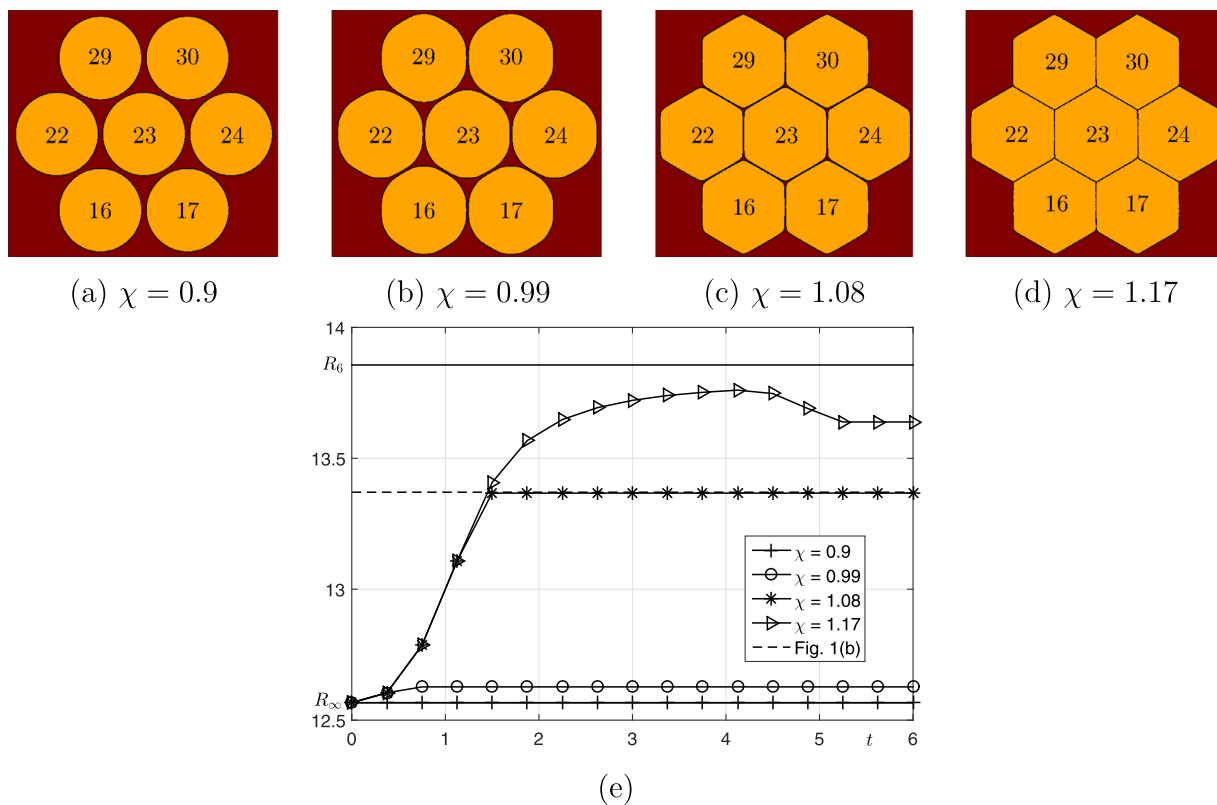 29 30 29 30 29 30 29 30
22 23 24 22 23 24 22 23 24 22 23 24
16 17 16 17 16 17 16 17
(a) χ = 0.9 (b) χ = 0.99 (c) χ = 1.08 (d) χ = 1.17
14
R₆
13.5
χ = 0.9
χ = 0.99
13
χ = 1.08
χ = 1.17
Fig. 1(b)
R∞
12.5
0 1 2 3 4 5 t 6
(e)